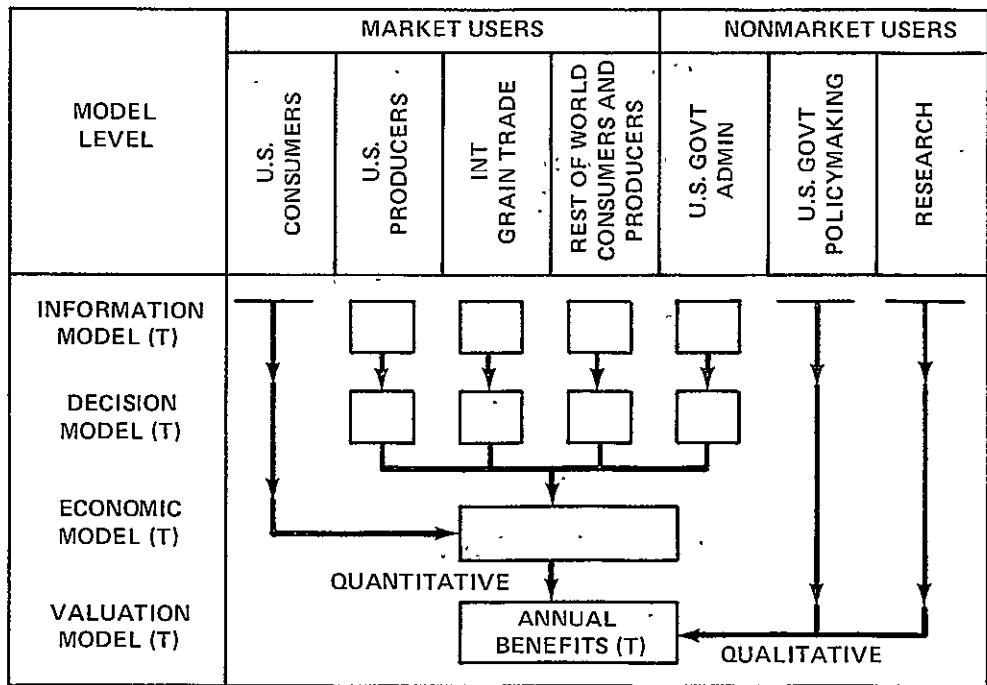 MARKET USERS
NONMARKET USERS
MODEL
LEVEL
U.S.
CONSUMERS
U.S.
PRODUCERS
INT
GRAIN TRADE
REST OF WORLD
CONSUMERS AND
PRODUCERS
U.S. GOVT
ADMIN
U.S. GOVT
POLICYMAKING
RESEARCH
INFORMATION
MODEL (T)
DECISION
MODEL (T)
ECONOMIC
MODEL (T)
QUANTITATIVE
VALUATION
MODEL (T)
ANNUAL
BENEFITS (T)
QUALITATIVE